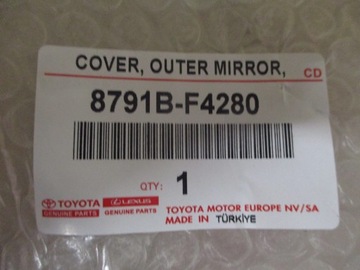 COVER, OUTER MIRROR, CD
8791B-F4280
QTY: 1
TOYOTA LEXUS TOYOTA MOTOR EUROPE NV/SA
GENUINE PARTS GENUINE PARTS MADE IN TÜRKİYE